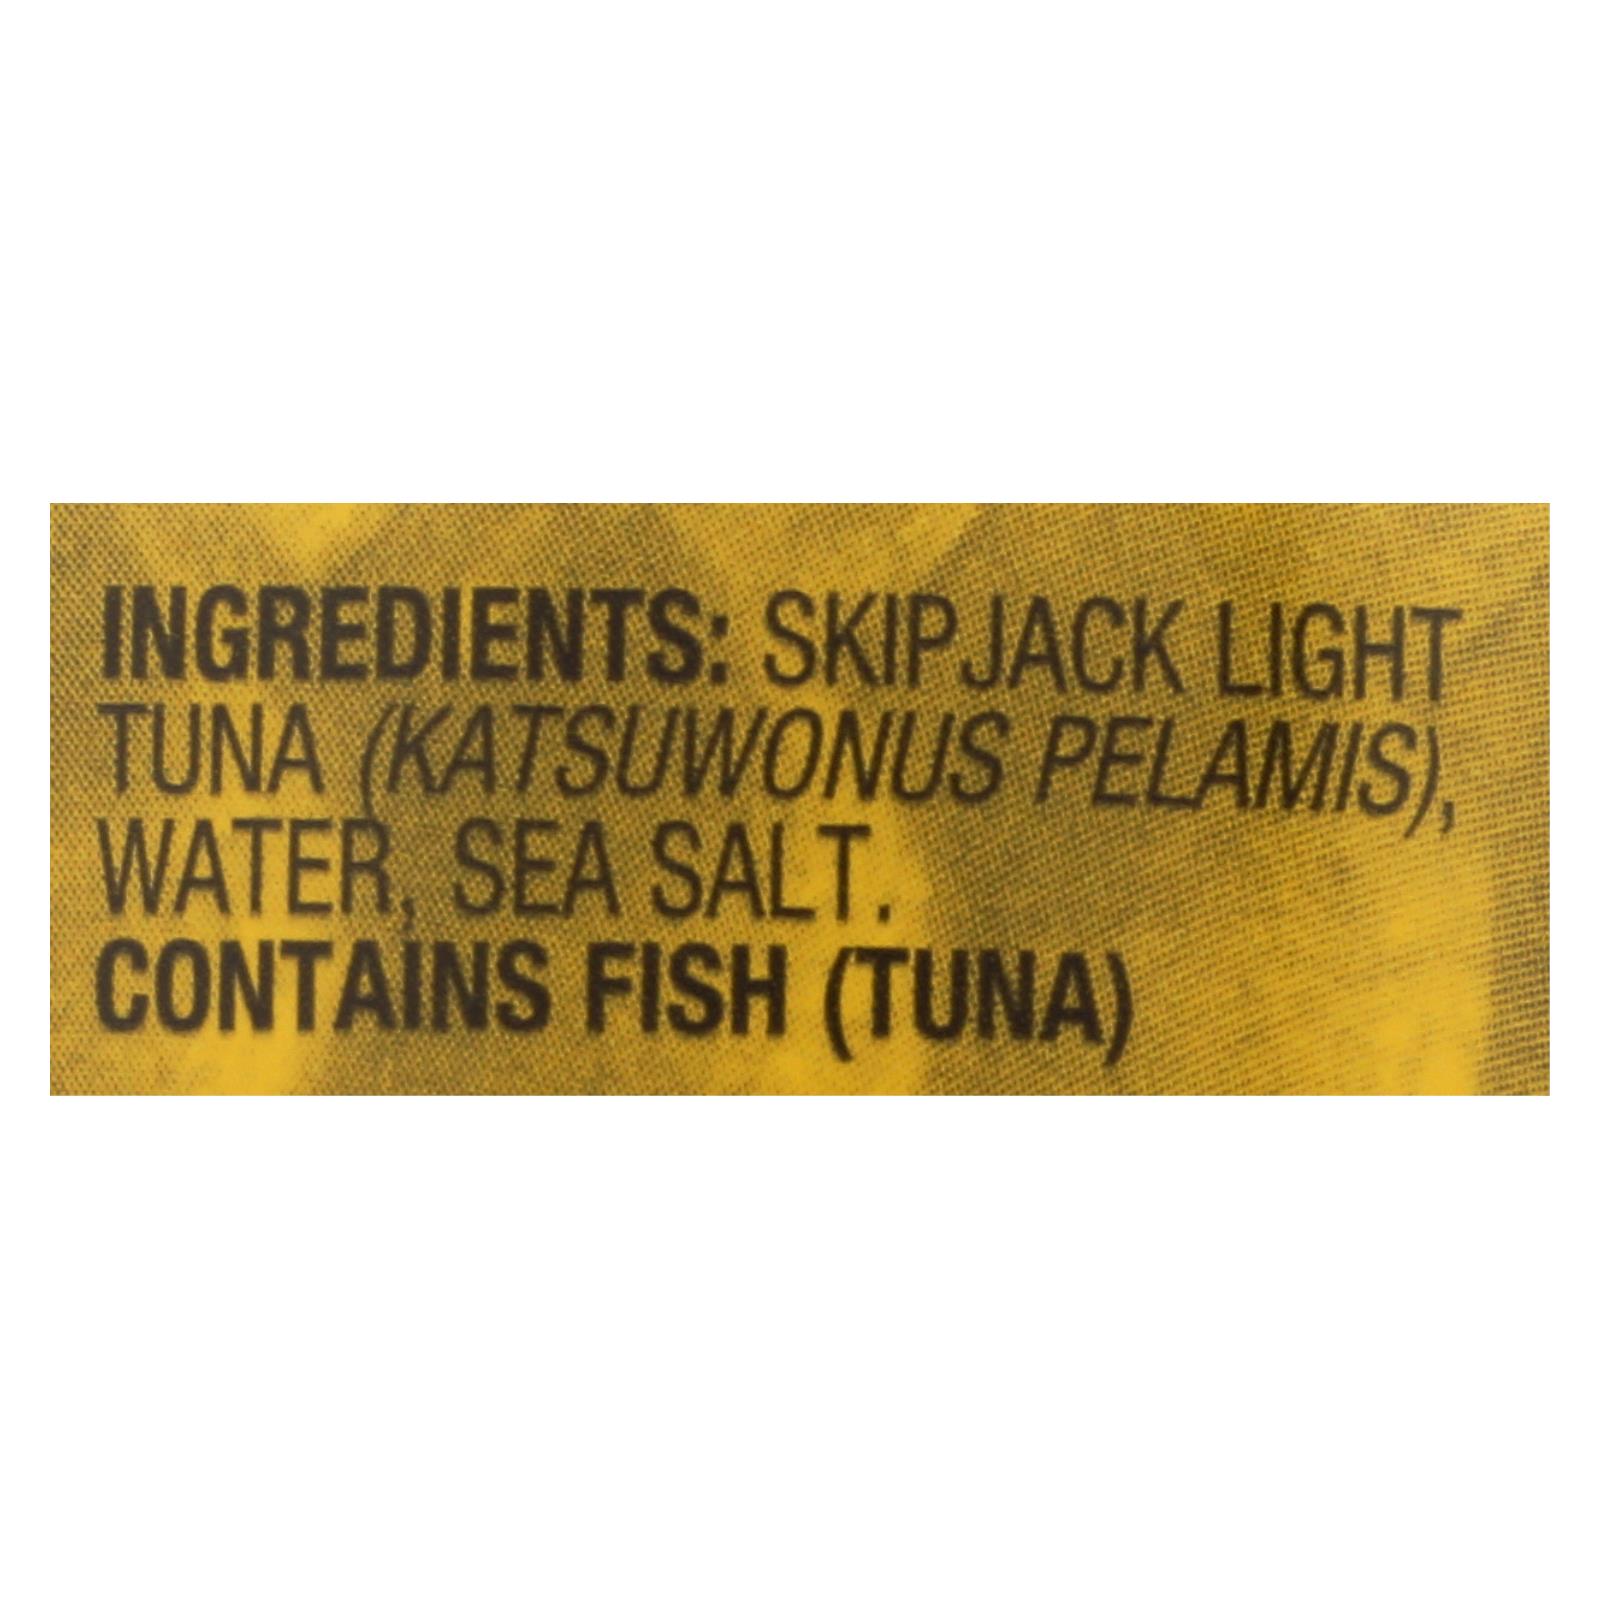 INGREDIENTS: SKIPJACK LIGHT
TUNA (KATSUWONUS PELAMIS),
WATER, SEA SALT.
CONTAINS FISH (TUNA)